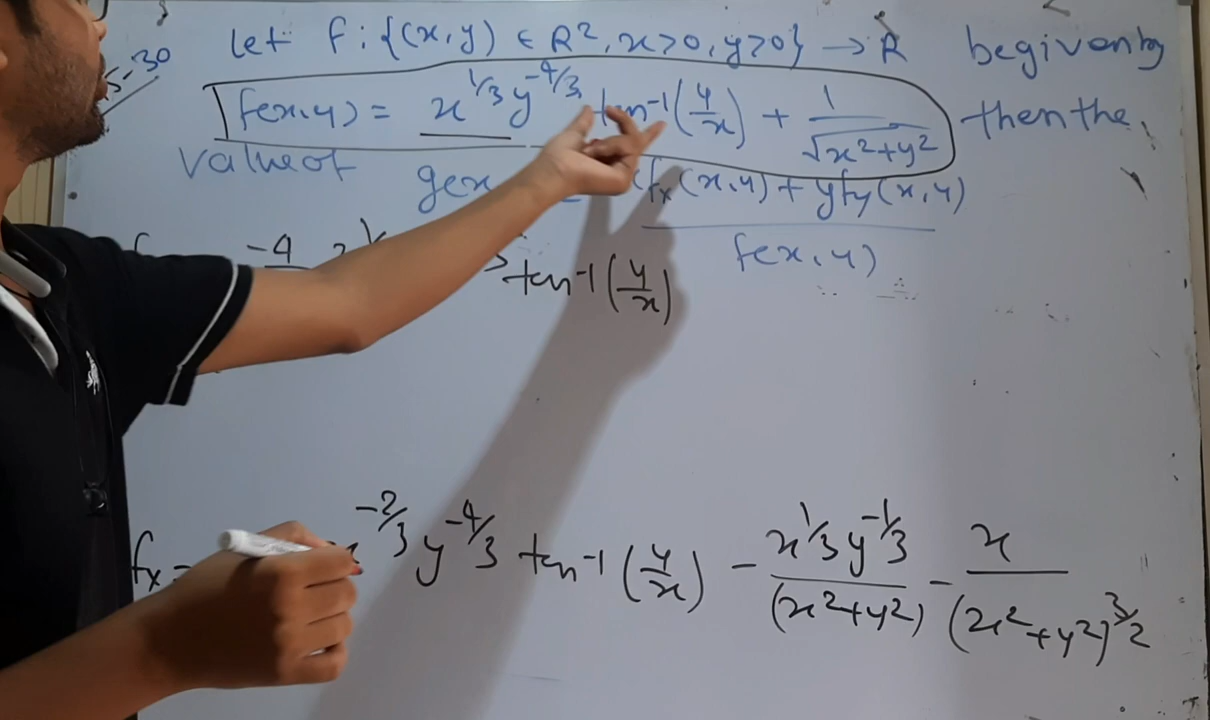 5-30
Let f:{(x,y) ∈ R², x>0, y>0} → R be given by
f(x,y) = x^1/3 y^-4/3 tan^-1(y/x) + 1/√x²+y² then the
value of g(x fx(x,y) + yfy(x,y) / f(x,y)
-4 tan^-1(y/x)
fx = x^-2/3 y^-4/3 tan^-1(y/x) - x^1/3 y^-1/3 / (x²+y²) - x / (x²+y²)^3/2